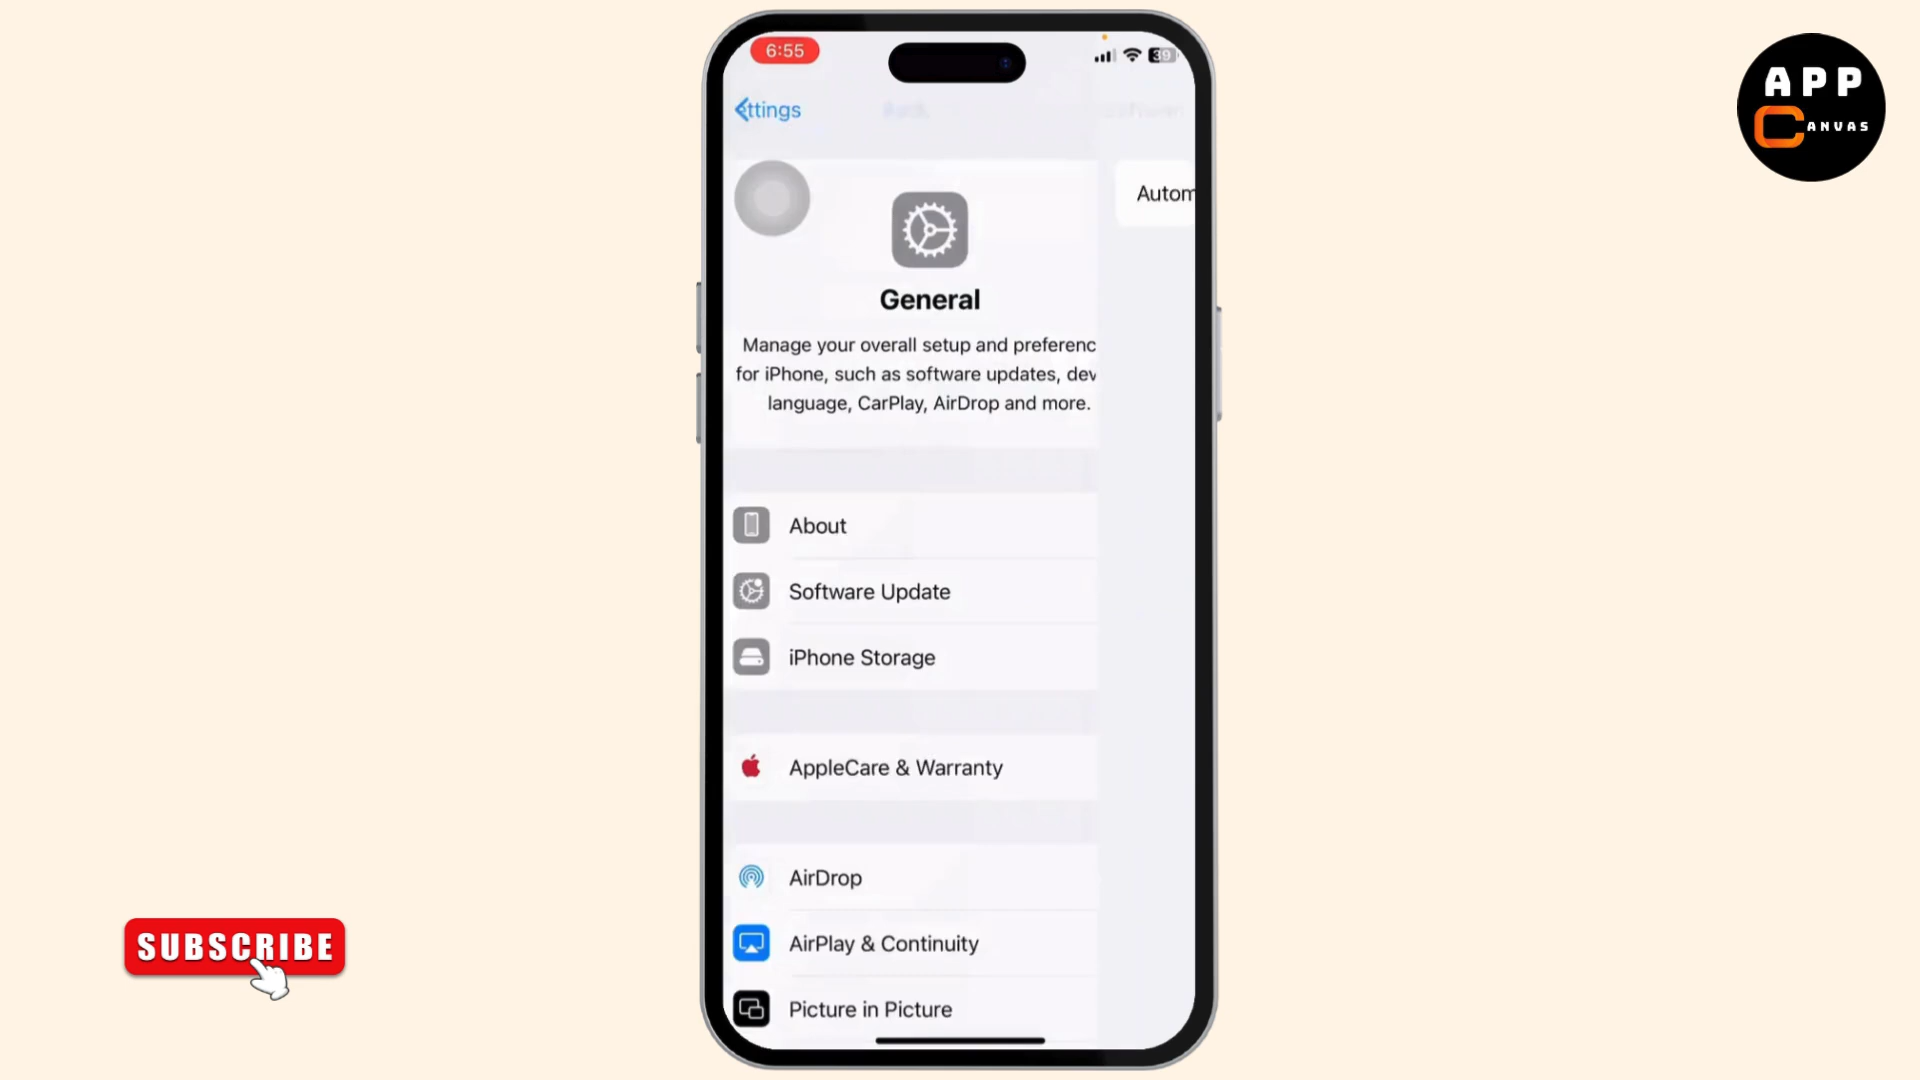 6:55
39
ttings
Autom
General
Manage your overall setup and preferenc
for iPhone, such as software updates, dev
language, CarPlay, AirDrop and more.
About
Software Update
iPhone Storage
AppleCare & Warranty
AirDrop
AirPlay & Continuity
Picture in Picture
APP
CANVAS
SUBSCRIBE